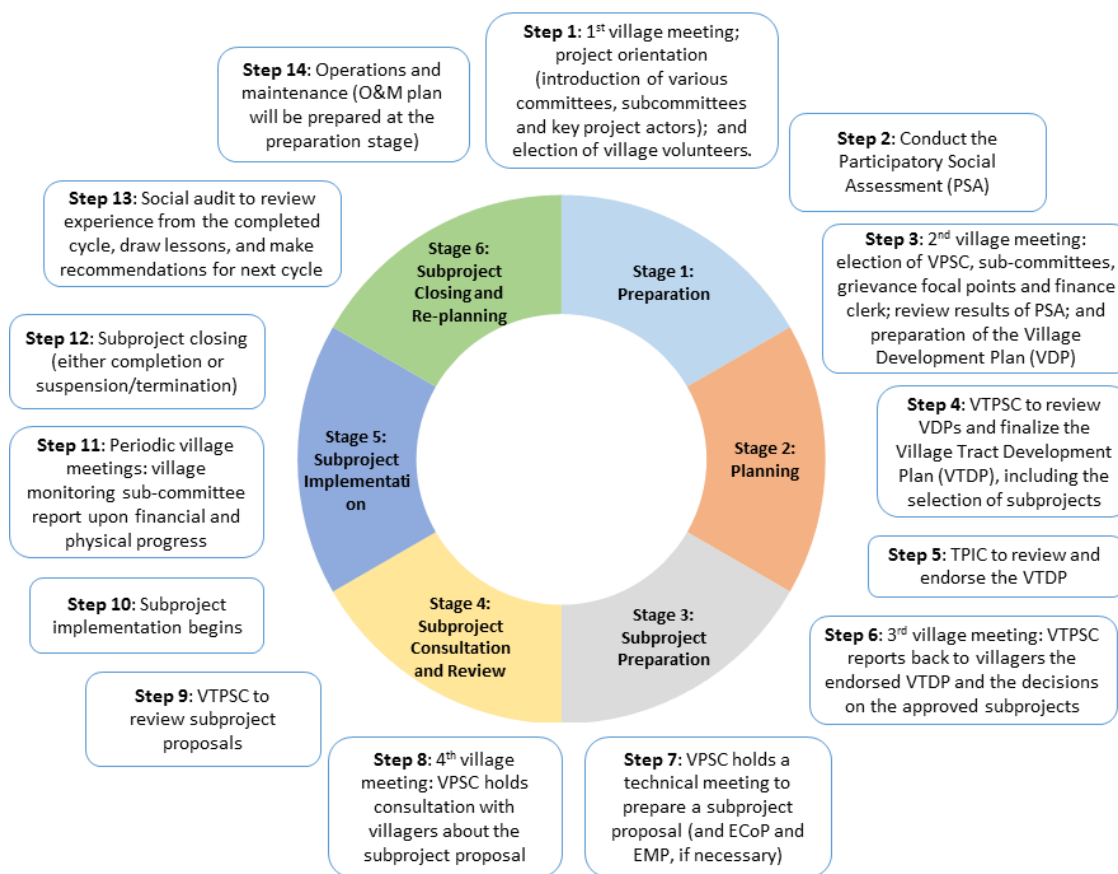 Step 1: 1st village meeting;
project orientation
(introduction of various
committees, subcommittees
and key project actors); and
election of village volunteers.
Step 2: Conduct the
Participatory Social
Assessment (PSA)
Step 3: 2nd village meeting:
election of VPSC, sub-committees,
grievance focal points and finance
clerk; review results of PSA; and
preparation of the Village
Development Plan (VDP)
Step 4: VTPSC to review
VDPs and finalize the
Village Tract Development
Plan (VTDP), including the
selection of subprojects
Step 5: TPIC to review and
endorse the VTDP
Step 6: 3rd village meeting: VTPSC
reports back to villagers the
endorsed VTDP and the decisions
on the approved subprojects
Step 7: VPSC holds a
technical meeting to
prepare a subproject
proposal (and ECoP and
EMP, if necessary)
Step 8: 4th village
meeting: VPSC holds
consultation with
villagers about the
subproject proposal
Step 9: VTPSC to
review subproject
proposals
Step 10: Subproject
implementation begins
Step 11: Periodic village
meetings: village
monitoring sub-committee
report upon financial and
physical progress
Step 12: Subproject closing
(either completion or
suspension/termination)
Step 13: Social audit to review
experience from the completed
cycle, draw lessons, and make
recommendations for next cycle
Step 14: Operations and
maintenance (O&M plan
will be prepared at the
preparation stage)
Stage 1:
Preparation
Stage 2:
Planning
Stage 3:
Subproject
Preparation
Stage 4:
Subproject
Consultation
and Review
Stage 5:
Subproject
Implementati
on
Stage 6:
Subproject
Closing and
Re-planning